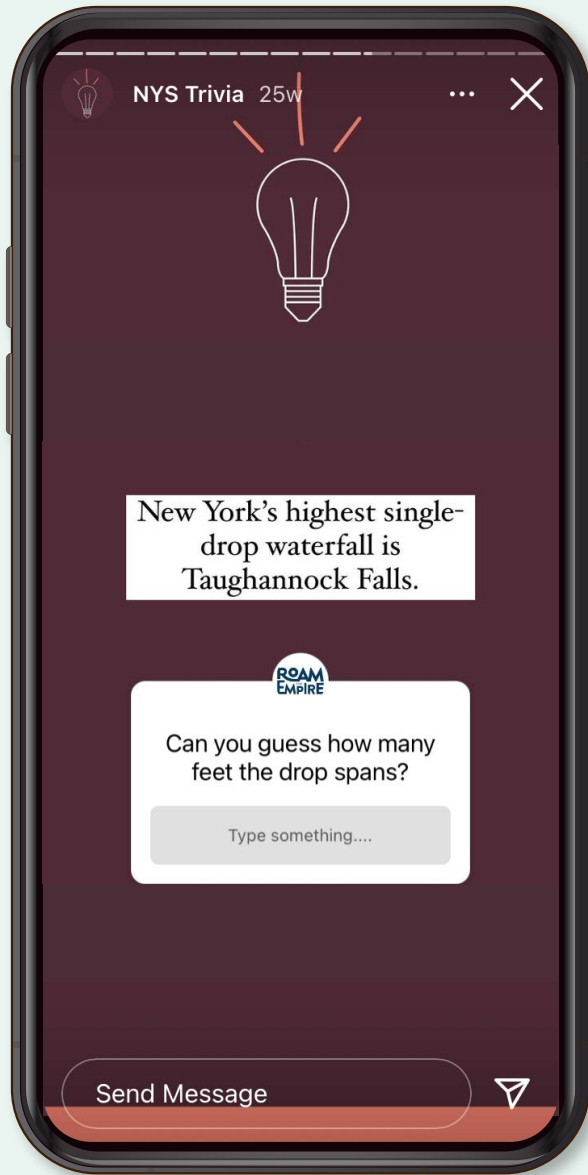 NYS Trivia 25w
New York's highest single-
drop waterfall is
Taughannock Falls.
ROAM
EMPIRE
Can you guess how many
feet the drop spans?
Type something....
Send Message